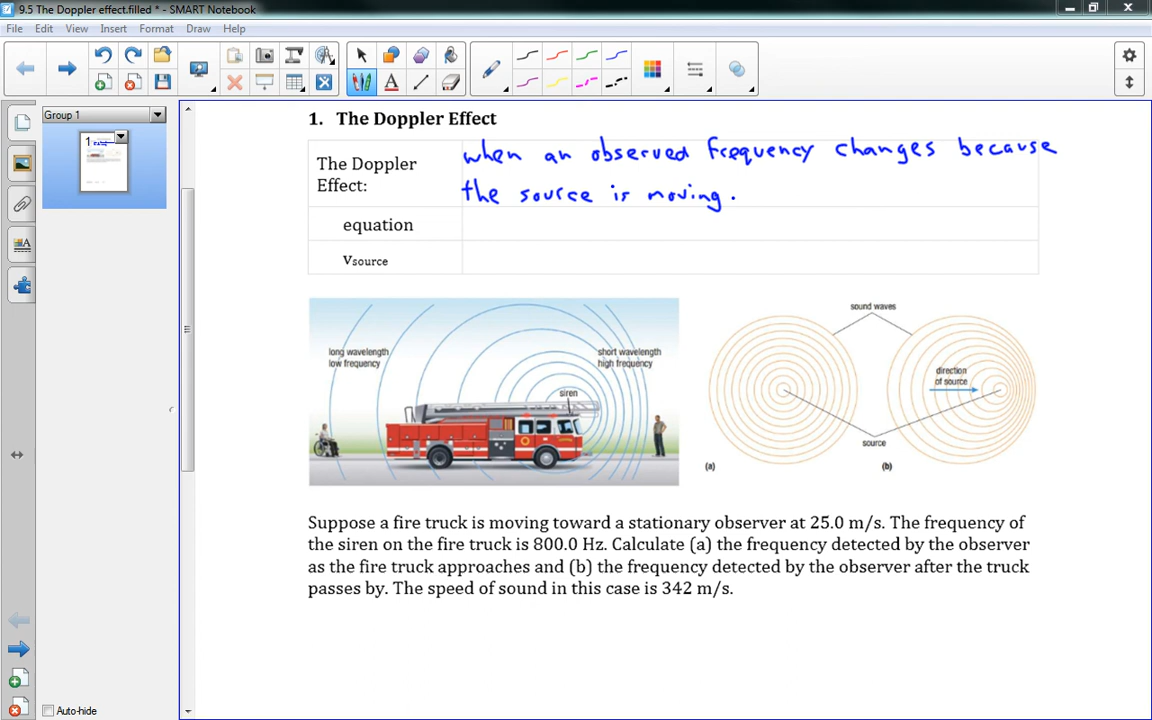 9.5 The Doppler effect.filled * - SMART Notebook
File Edit View Insert Format Draw Help
Group 1
1
1. The Doppler Effect
The Doppler Effect:
when an observed frequency changes because
the source is moving.
equation
vsource
long wavelength
low frequency
short wavelength
high frequency
siren
sound waves
direction
of source
source
(a)
(b)
Suppose a fire truck is moving toward a stationary observer at 25.0 m/s. The frequency of
the siren on the fire truck is 800.0 Hz. Calculate (a) the frequency detected by the observer
as the fire truck approaches and (b) the frequency detected by the observer after the truck
passes by. The speed of sound in this case is 342 m/s.
Auto-hide